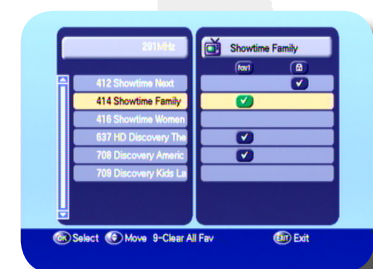 281MHz
Showtime Family
fav1
412 Showtime Next
414 Showtime Family
416 Showtime Women
637 HD Discovery The
708 Discovery Americ
709 Discovery Kids La
OK Select Move 9-Clear All Fav EXIT Exit